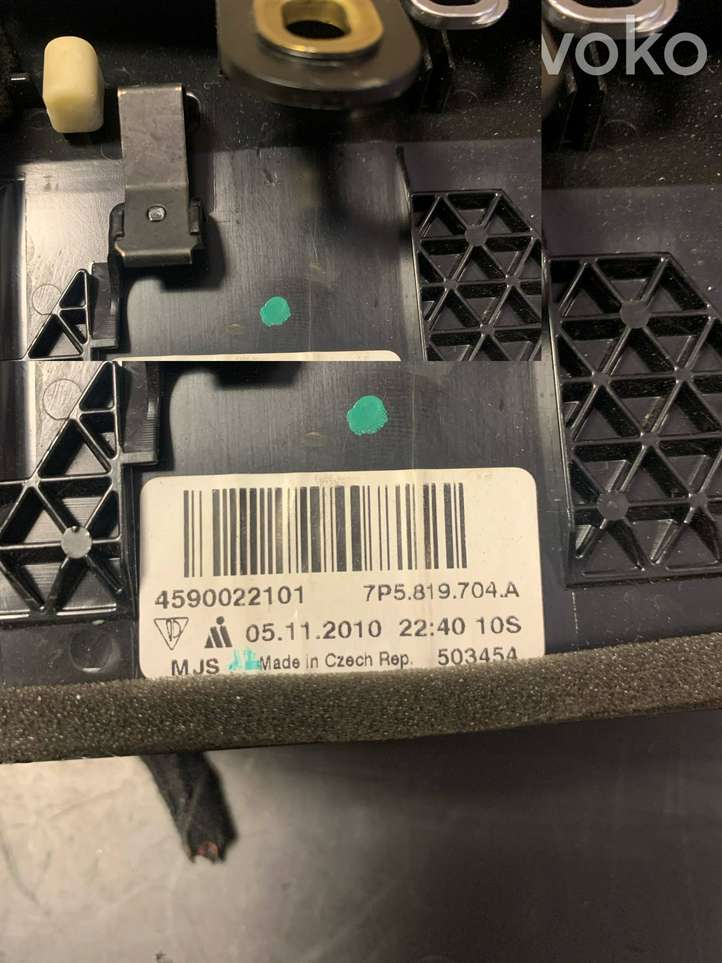 voko
4590022101 7P5.819.704.A
05.11.2010 22:40 10S
MJS Made in Czech Rep. 503454